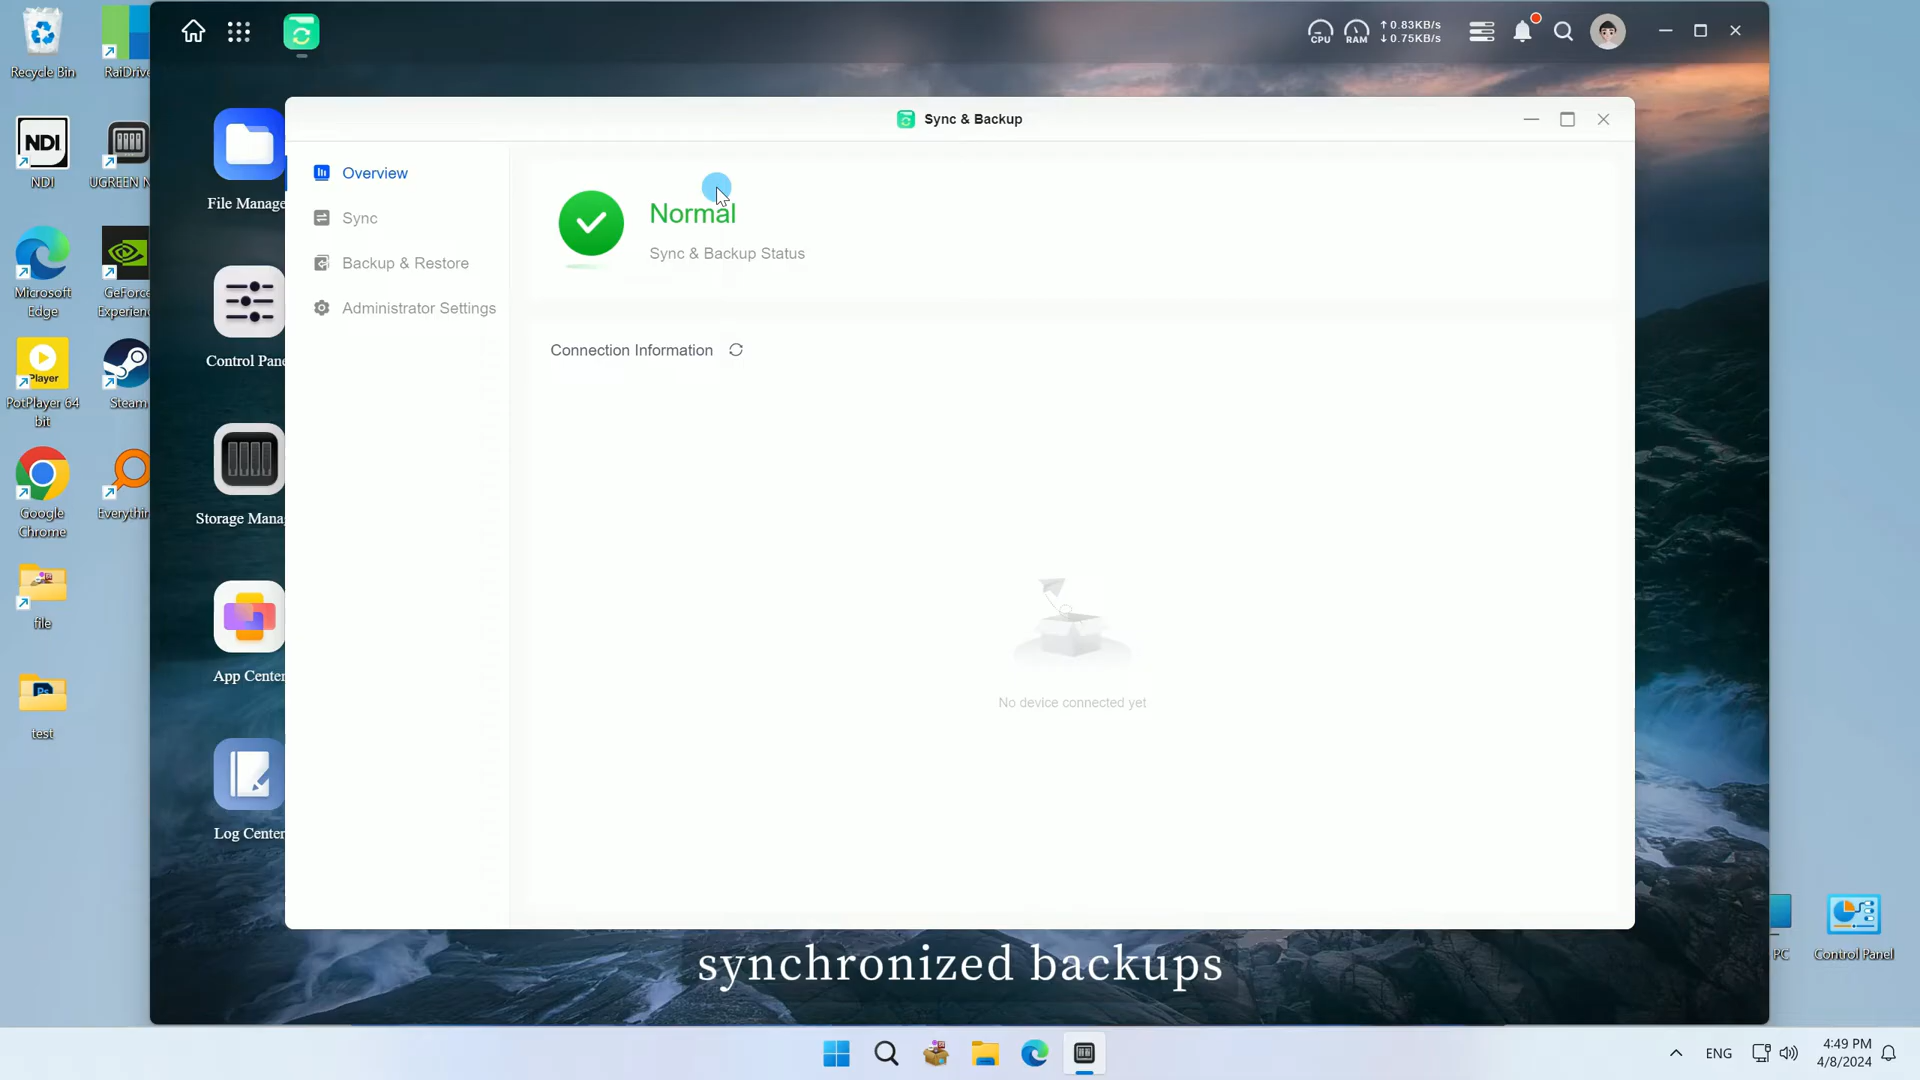 CPU
RAM
↑ 0.83KB/s
↓ 0.75KB/s
Recycle Bin
RaiDrive
NDI
NDI
UGREEN N
Microsoft
Edge
GeForce
Experien
Player
PotPlayer 64
bit
Steam
Google
Chrome
Everythin
file
Ps
test
File Manage
Control Pane
Storage Mana
App Center
Log Center
Sync & Backup
Overview
Sync
Backup & Restore
Administrator Settings
Normal
Sync & Backup Status
Connection Information
No device connected yet
synchronized backups
PC
Control Panel
ENG
4:49 PM
4/8/2024